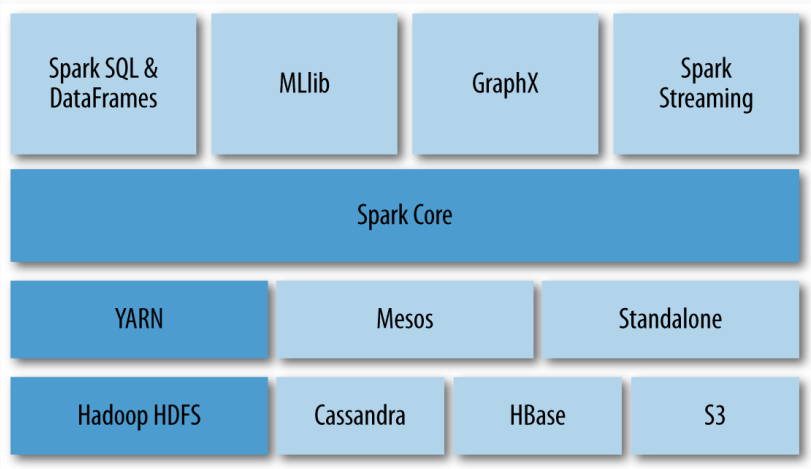 Spark SQL &
DataFrames
MLlib
GraphX
Spark
Streaming
Spark Core
YARN
Mesos
Standalone
Hadoop HDFS
Cassandra
HBase
S3